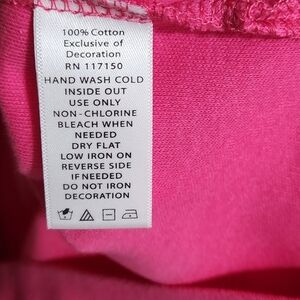 100% Cotton
Exclusive of
Decoration
RN 117150
HAND WASH COLD
INSIDE OUT
USE ONLY
NON-CHLORINE
BLEACH WHEN
NEEDED
DRY FLAT
LOW IRON ON
REVERSE SIDE
IF NEEDED
DO NOT IRON
DECORATION